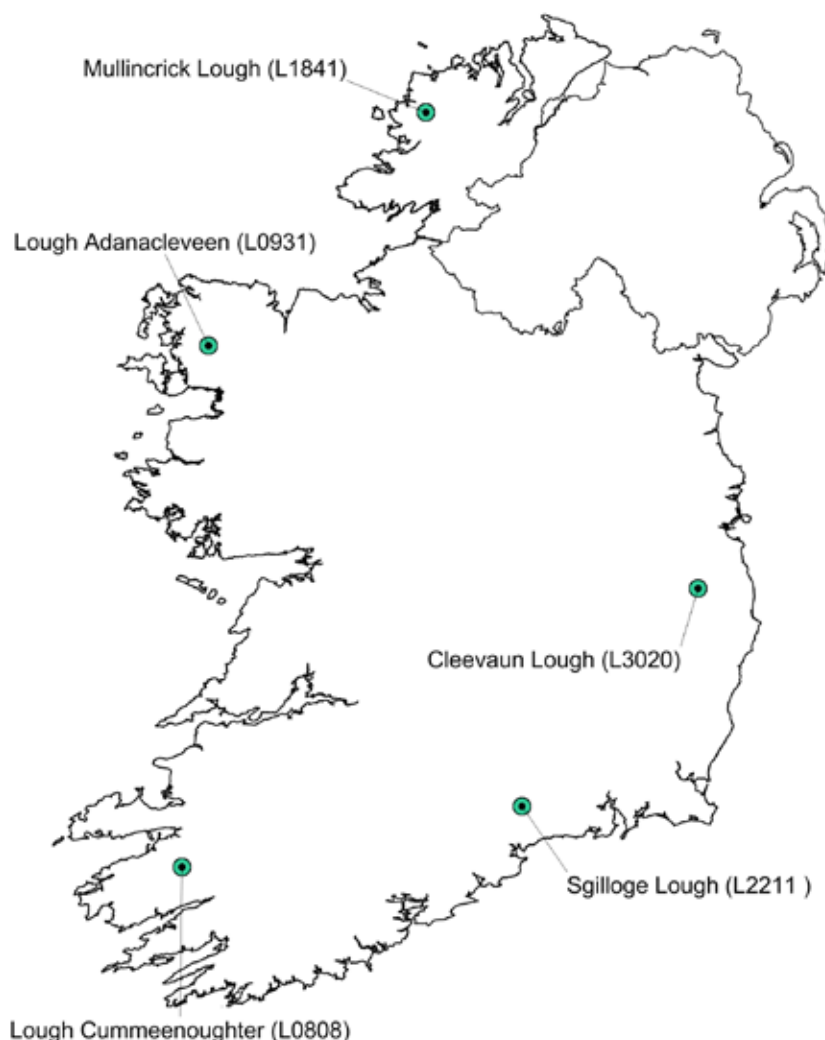 Mullincrick Lough (L1841)
Lough Adanacleveen (L0931)
Cleevaun Lough (L3020)
Sgilloge Lough (L2211 )
Lough Cummeenoughter (L0808)